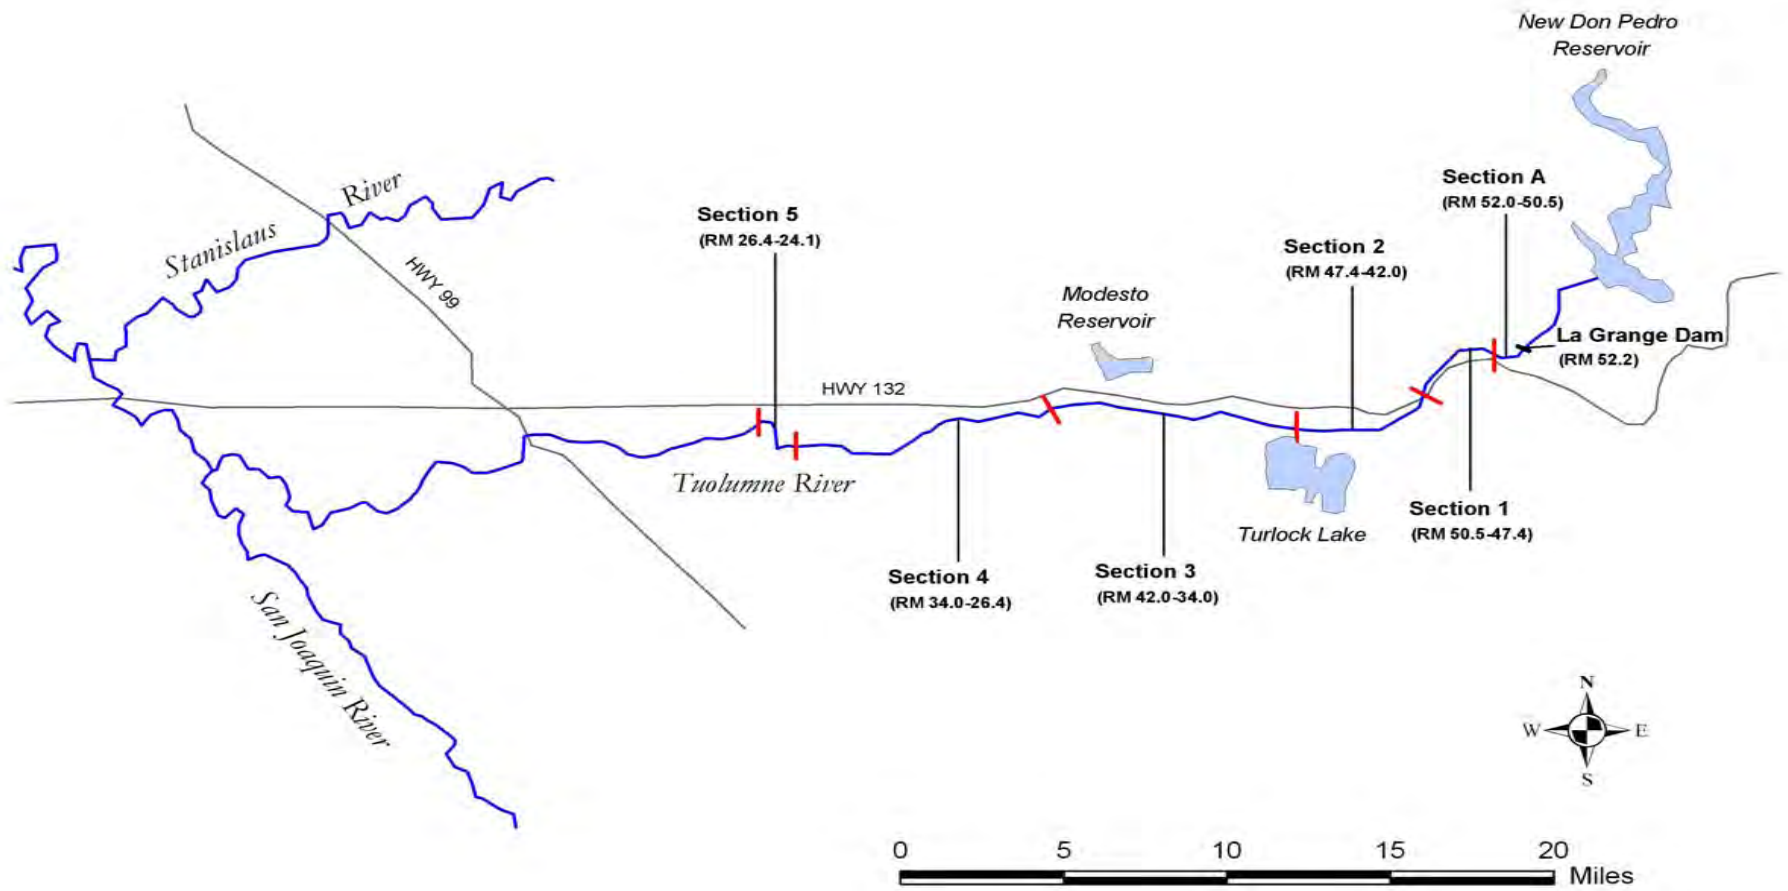 New Don Pedro
Reservoir
Section A
(RM 52.0-50.5)
River
Stanislaus
Section 5
(RM 26.4-24.1)
Section 2
(RM 47.4-42.0)
HWY 99
Modesto
Reservoir
La Grange Dam
(RM 52.2)
HWY 132
Tuolumne River
Turlock Lake
Section 1
(RM 50.5-47.4)
Section 4
(RM 34.0-26.4)
Section 3
(RM 42.0-34.0)
San Joaquin River
N
W
E
S
0 5 10 15 20
Miles